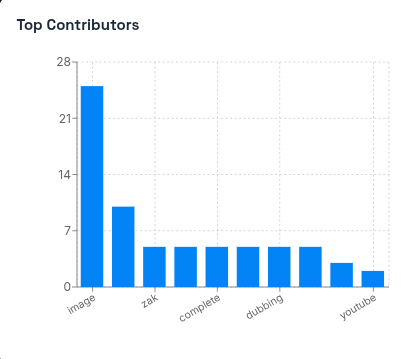 Top Contributors
28
21
14
7
0
image
zak
complete
dubbing
youtube